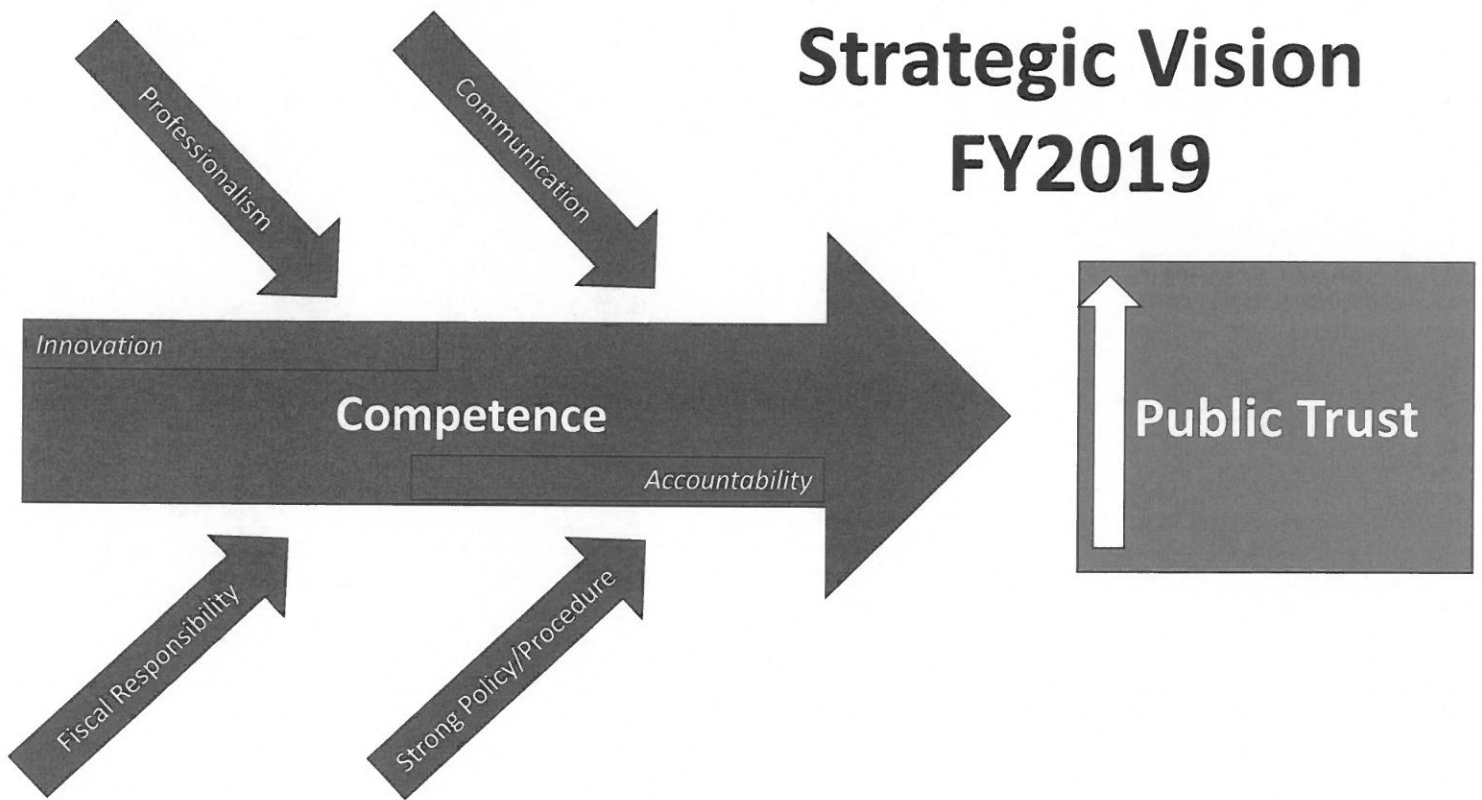 Strategic Vision
FY2019
Professionalism
Communication
Innovation
Competence
Accountability
Public Trust
Fiscal Responsibility
Strong Policy/Procedure